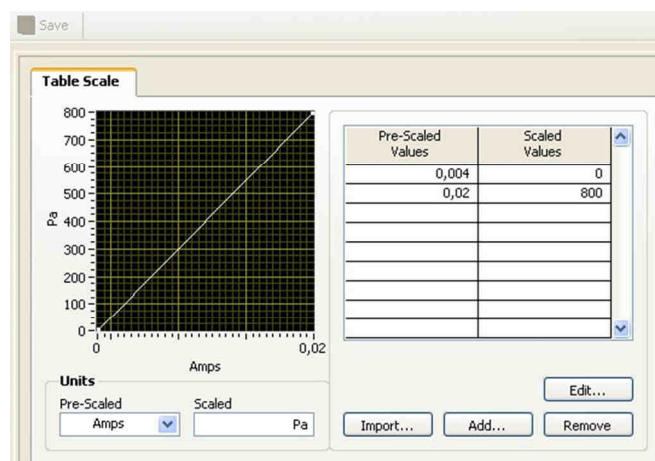 Save
Table Scale
800
700
600
500
400
300
200
100
0
Pa
0
0,02
Amps
Pre-Scaled Values
Scaled Values
0,004 0
0,02 800
Units
Pre-Scaled Scaled
Amps Pa
Edit...
Import... Add... Remove